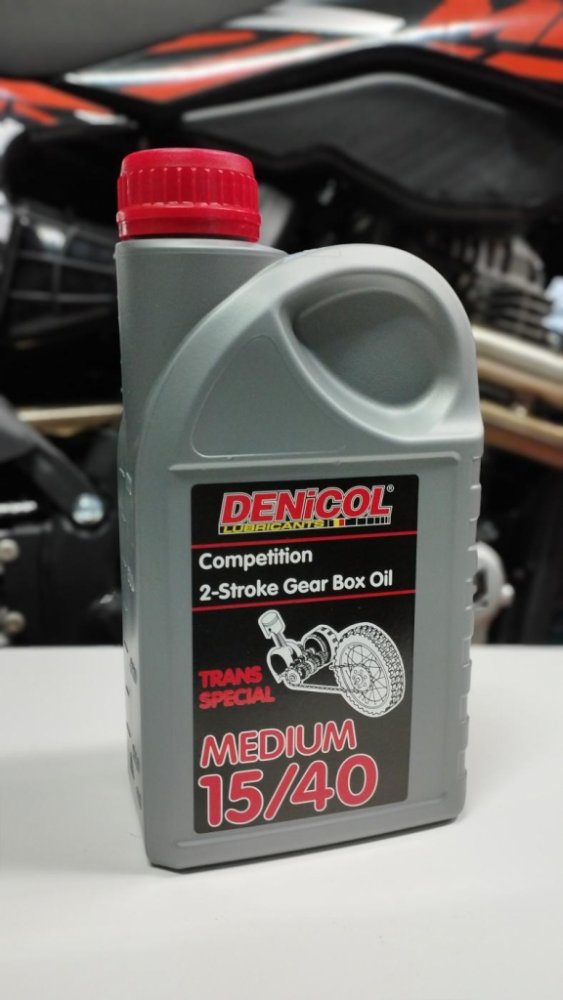 DENiCOL®
LUBRICANTS
Competition
2-Stroke Gear Box Oil
TRANS
SPECIAL
MEDIUM
15/40